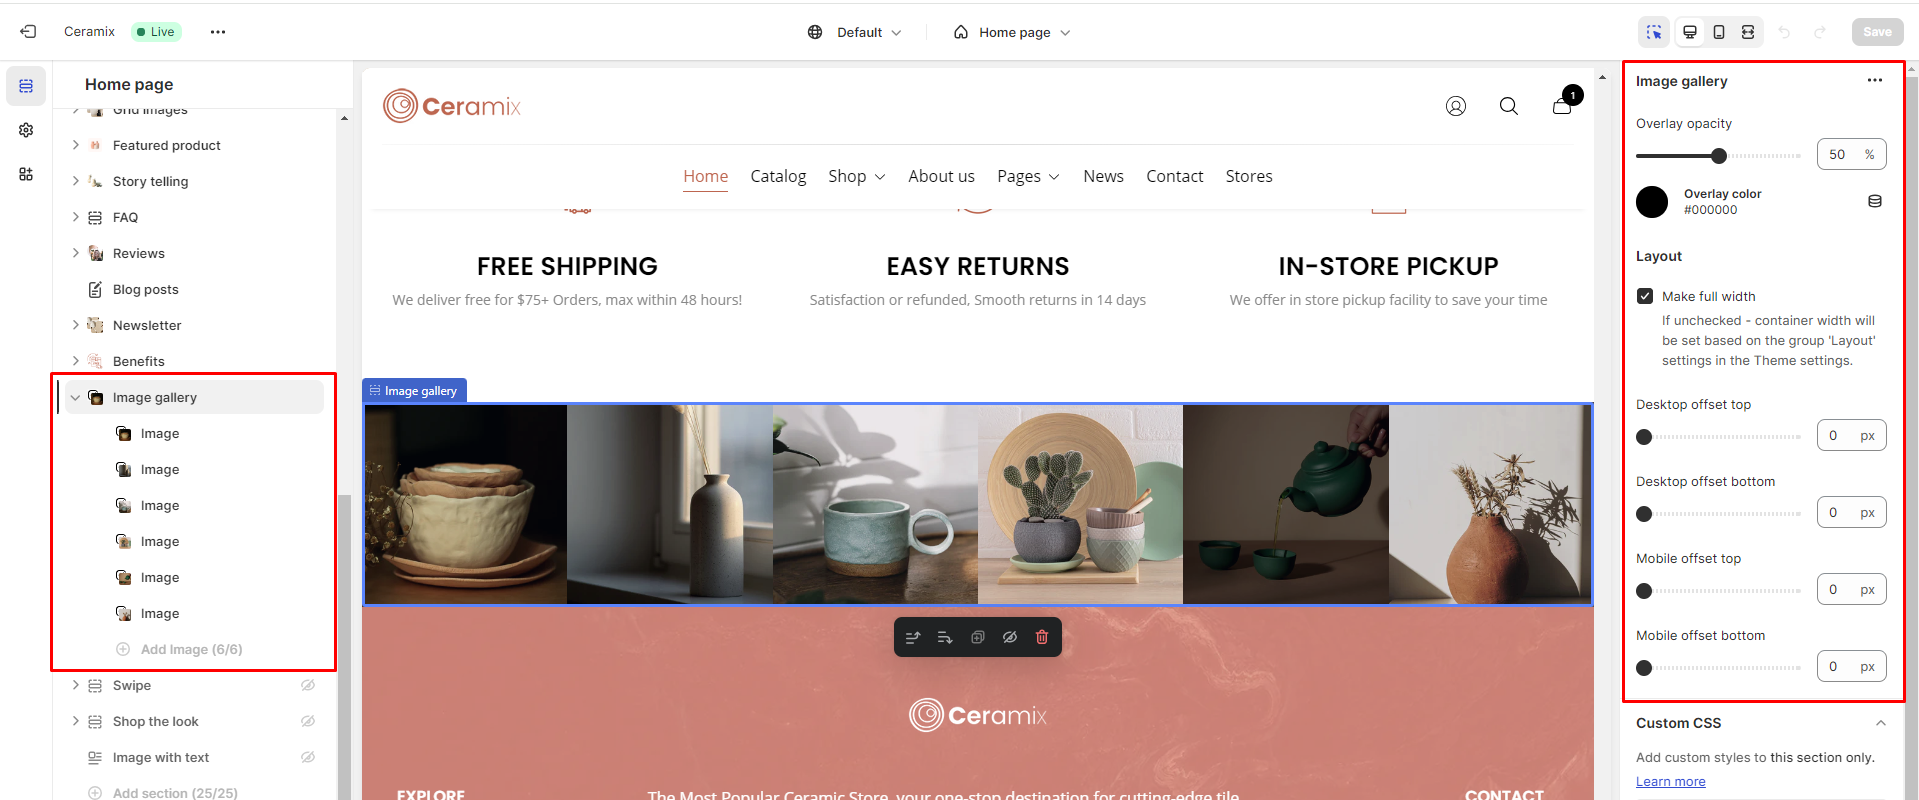 Ceramix
Live
Default
Home page
Save
Home page
Grid images
Featured product
Story telling
FAQ
Reviews
Blog posts
Newsletter
Benefits
Image gallery
Image
Image
Image
Image
Image
Image
Add Image (6/6)
Swipe
Shop the look
Image with text
Add section (25/25)
Ceramix
1
Home
Catalog
Shop
About us
Pages
News
Contact
Stores
FREE SHIPPING
We deliver free for $75+ Orders, max within 48 hours!
EASY RETURNS
Satisfaction or refunded, Smooth returns in 14 days
IN-STORE PICKUP
We offer in store pickup facility to save your time
Image gallery
Ceramix
EXPLORE
The Most Popular Ceramic Store, your one-stop destination for cutting-edge tile
CONTACT
Image gallery
Overlay opacity
50 %
Overlay color
#000000
Layout
Make full width
If unchecked - container width will
be set based on the group 'Layout'
settings in the Theme settings.
Desktop offset top
0 px
Desktop offset bottom
0 px
Mobile offset top
0 px
Mobile offset bottom
0 px
Custom CSS
Add custom styles to this section only.
Learn more